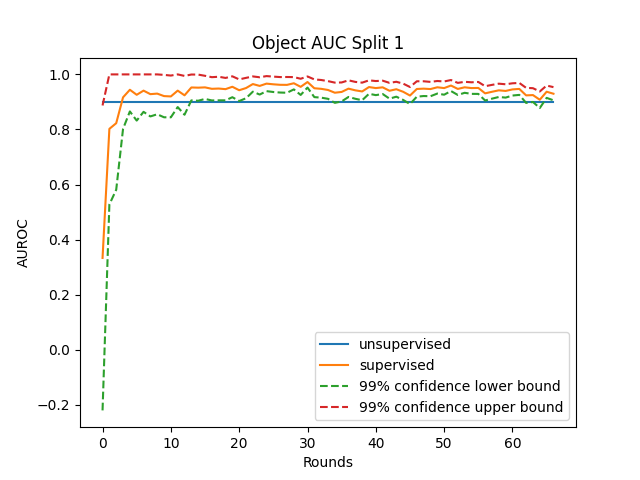 Object AUC Split 1
1.0
0.8
0.6
0.4
0.2
0.0
−0.2
AUROC
0 10 20 30 40 50 60
Rounds
unsupervised
supervised
99% confidence lower bound
99% confidence upper bound